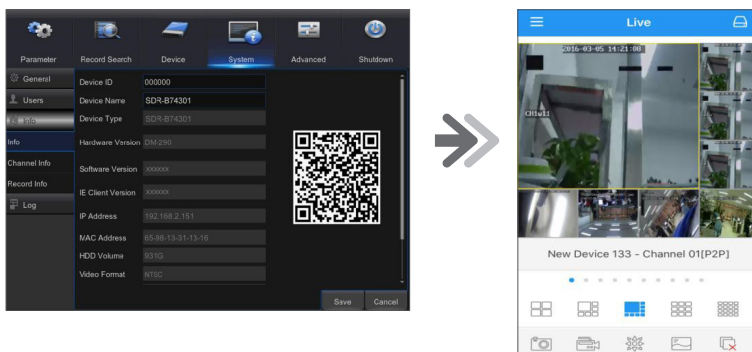 Parameter
Record Search
Device
System
Advanced
Shutdown
General
Users
Info
Info
Channel Info
Record Info
Log
Device ID 000000
Device Name SDR-B74301
Device Type SDR-B74301
Hardware Version DM-290
Software Version xxxxxx
IE Client Version xxxxxx
IP Address 192.168.2.151
MAC Address 65-98-13-31-13-16
HDD Volume 931G
Video Format NTSC
Save
Cancel
Live
2016-03-05 14:21:08
New Device 133 - Channel 01[P2P]